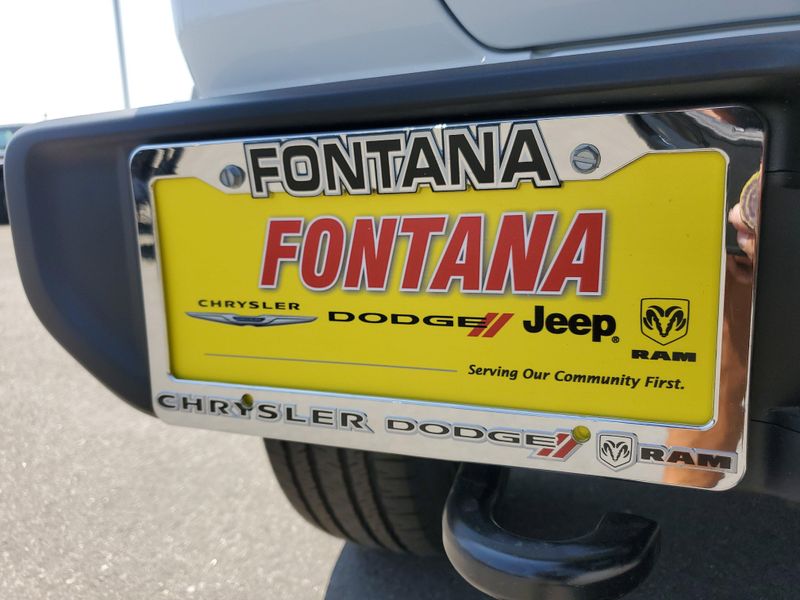 FONTANA
FONTANA
CHRYSLER DODGE Jeep® RAM
Serving Our Community First.
CHRYSLER DODGE RAM